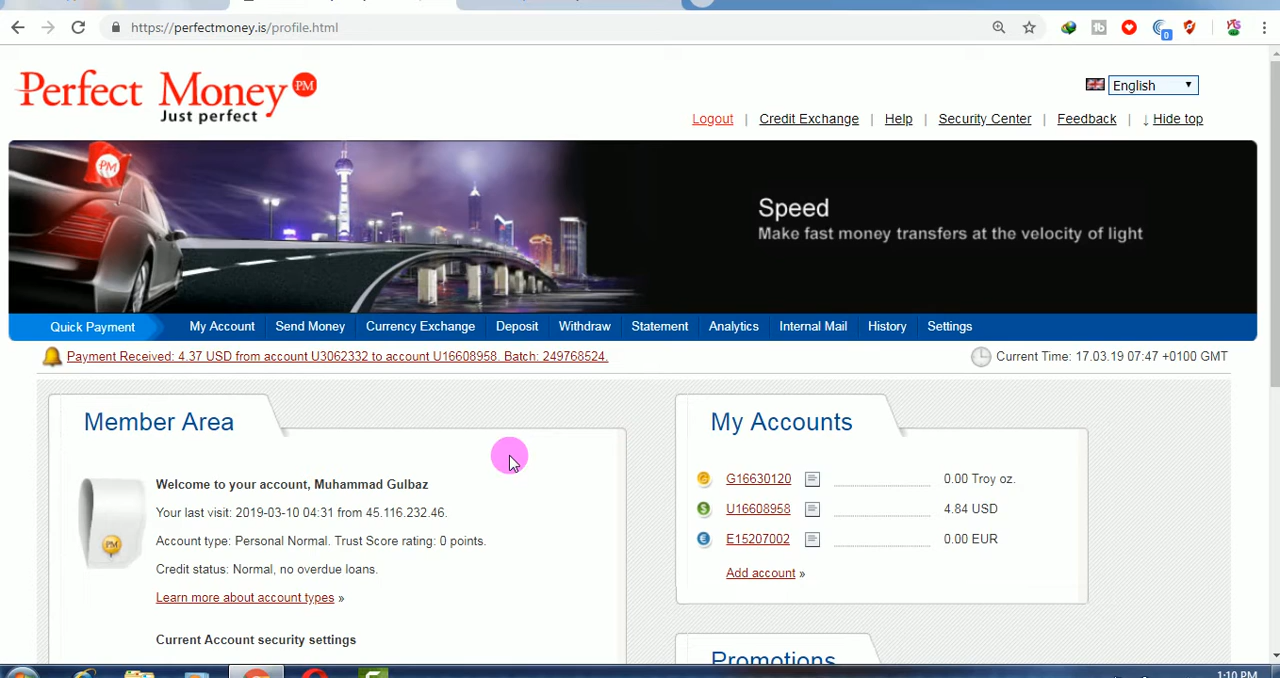 https://perfectmoney.is/profile.html
Perfect Money PM
Just perfect
English
Logout | Credit Exchange | Help | Security Center | Feedback | ↓ Hide top
PM
Speed
Make fast money transfers at the velocity of light
Quick Payment My Account Send Money Currency Exchange Deposit Withdraw Statement Analytics Internal Mail History Settings
Payment Received: 4.37 USD from account U3062332 to account U16608958. Batch: 249768524.
Current Time: 17.03.19 07:47 +0100 GMT
Member Area
Welcome to your account, Muhammad Gulbaz
Your last visit: 2019-03-10 04:31 from 45.116.232.46.
Account type: Personal Normal. Trust Score rating: 0 points.
Credit status: Normal, no overdue loans.
Learn more about account types »
Current Account security settings
PM
My Accounts
G16630120 0.00 Troy oz.
U16608958 4.84 USD
E15207002 0.00 EUR
Add account »
Promotions
1:10 PM